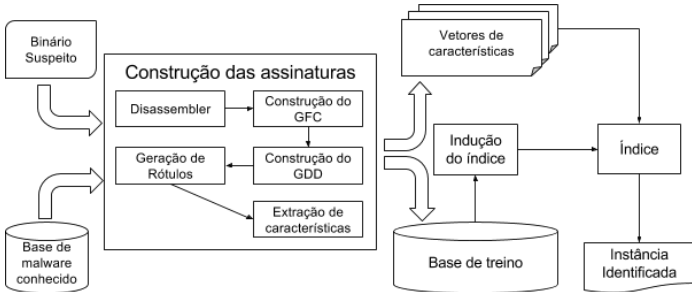 Binário
Suspeito
Base de
malware
conhecido
Construção das assinaturas
Disassembler
Construção do
GFC
Geração de
Rótulos
Construção do
GDD
Extração de
características
Vetores de
características
Indução
do índice
Índice
Base de treino
Instância
Identificada